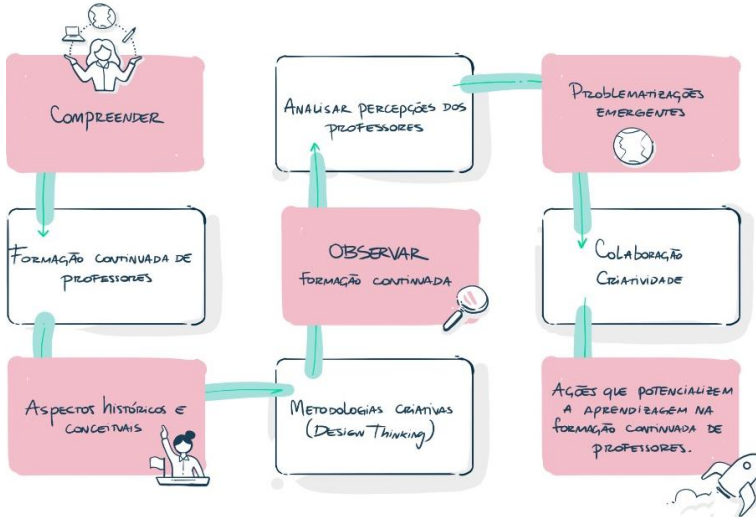 COMPREENDER
FORMAÇÃO CONTINUADA DE
PROFESSORES
ASPECTOS HISTÓRICOS E
CONCEITUAIS
METODOLOGIAS CRIATIVAS
(DESIGN THINKING)
OBSERVAR
FORMAÇÃO CONTINUADA
ANALISAR PERCEPÇÕES DOS
PROFESSORES
PROBLEMATIZAÇÕES
EMERGENTES
COLABORAÇÃO
CRIATIVIDADE
AÇÕES QUE POTENCIALIZEM
A APRENDIZAGEM NA
FORMAÇÃO CONTINUADA DE
PROFESSORES.